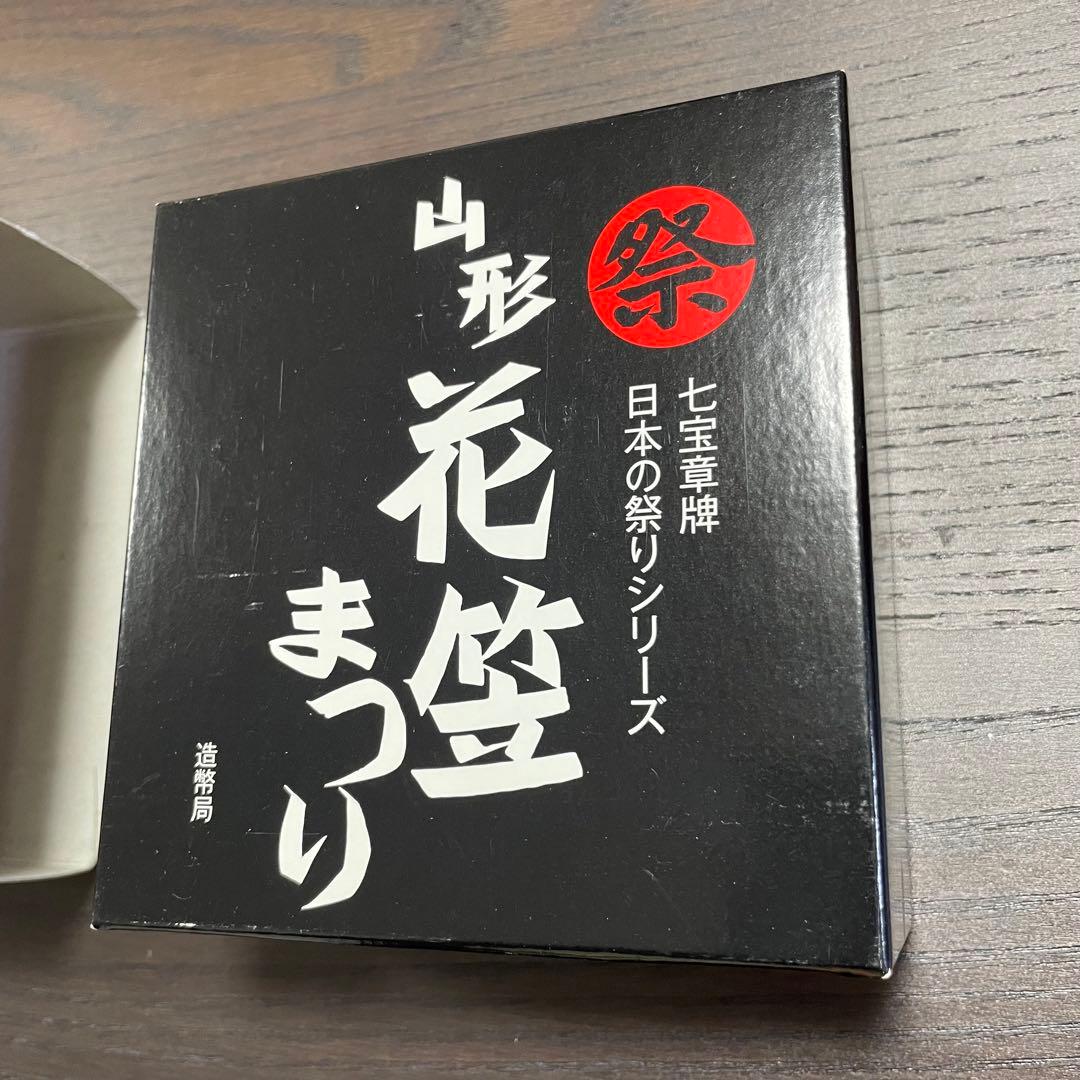 祭
七宝章牌
日本の祭りシリーズ
山形
花笠
まつり
造幣局